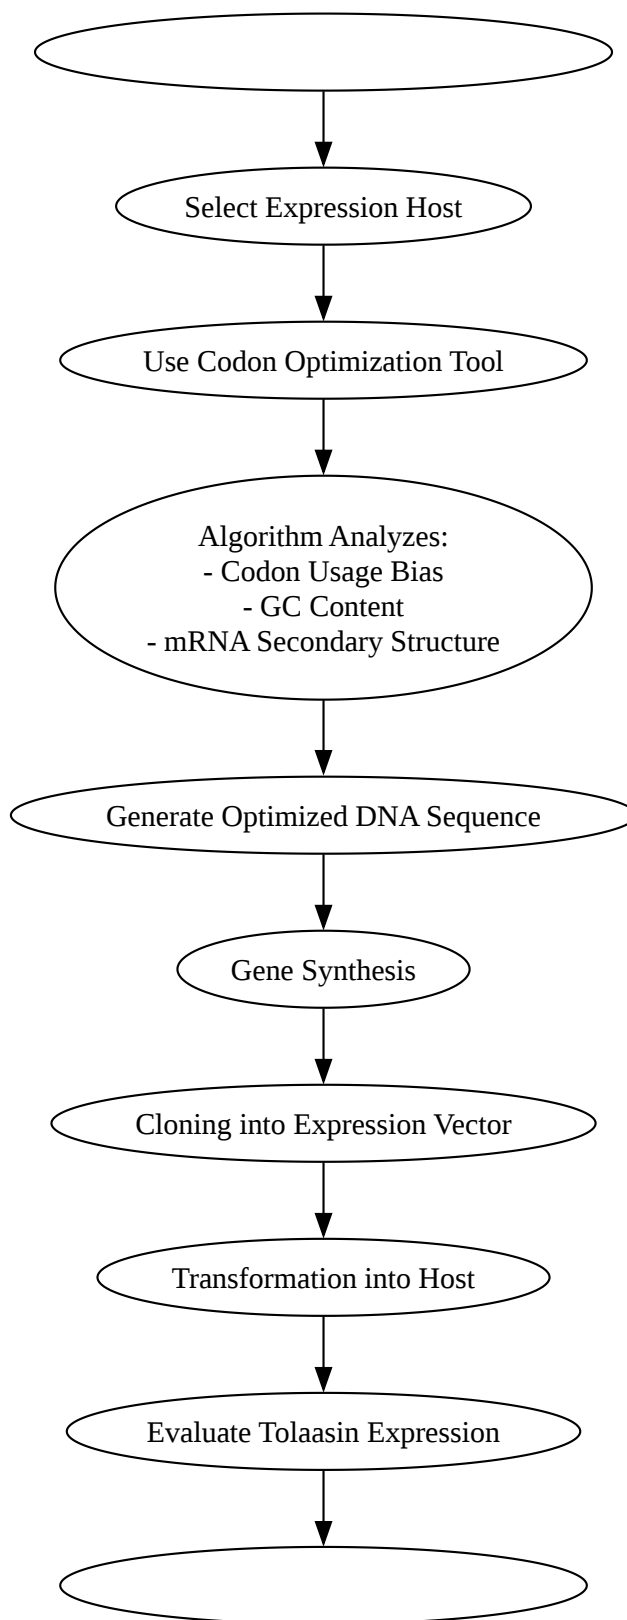 Select Expression Host
Use Codon Optimization Tool
Algorithm Analyzes:
- Codon Usage Bias
- GC Content
- mRNA Secondary Structure
Generate Optimized DNA Sequence
Gene Synthesis
Cloning into Expression Vector
Transformation into Host
Evaluate Tolaasin Expression